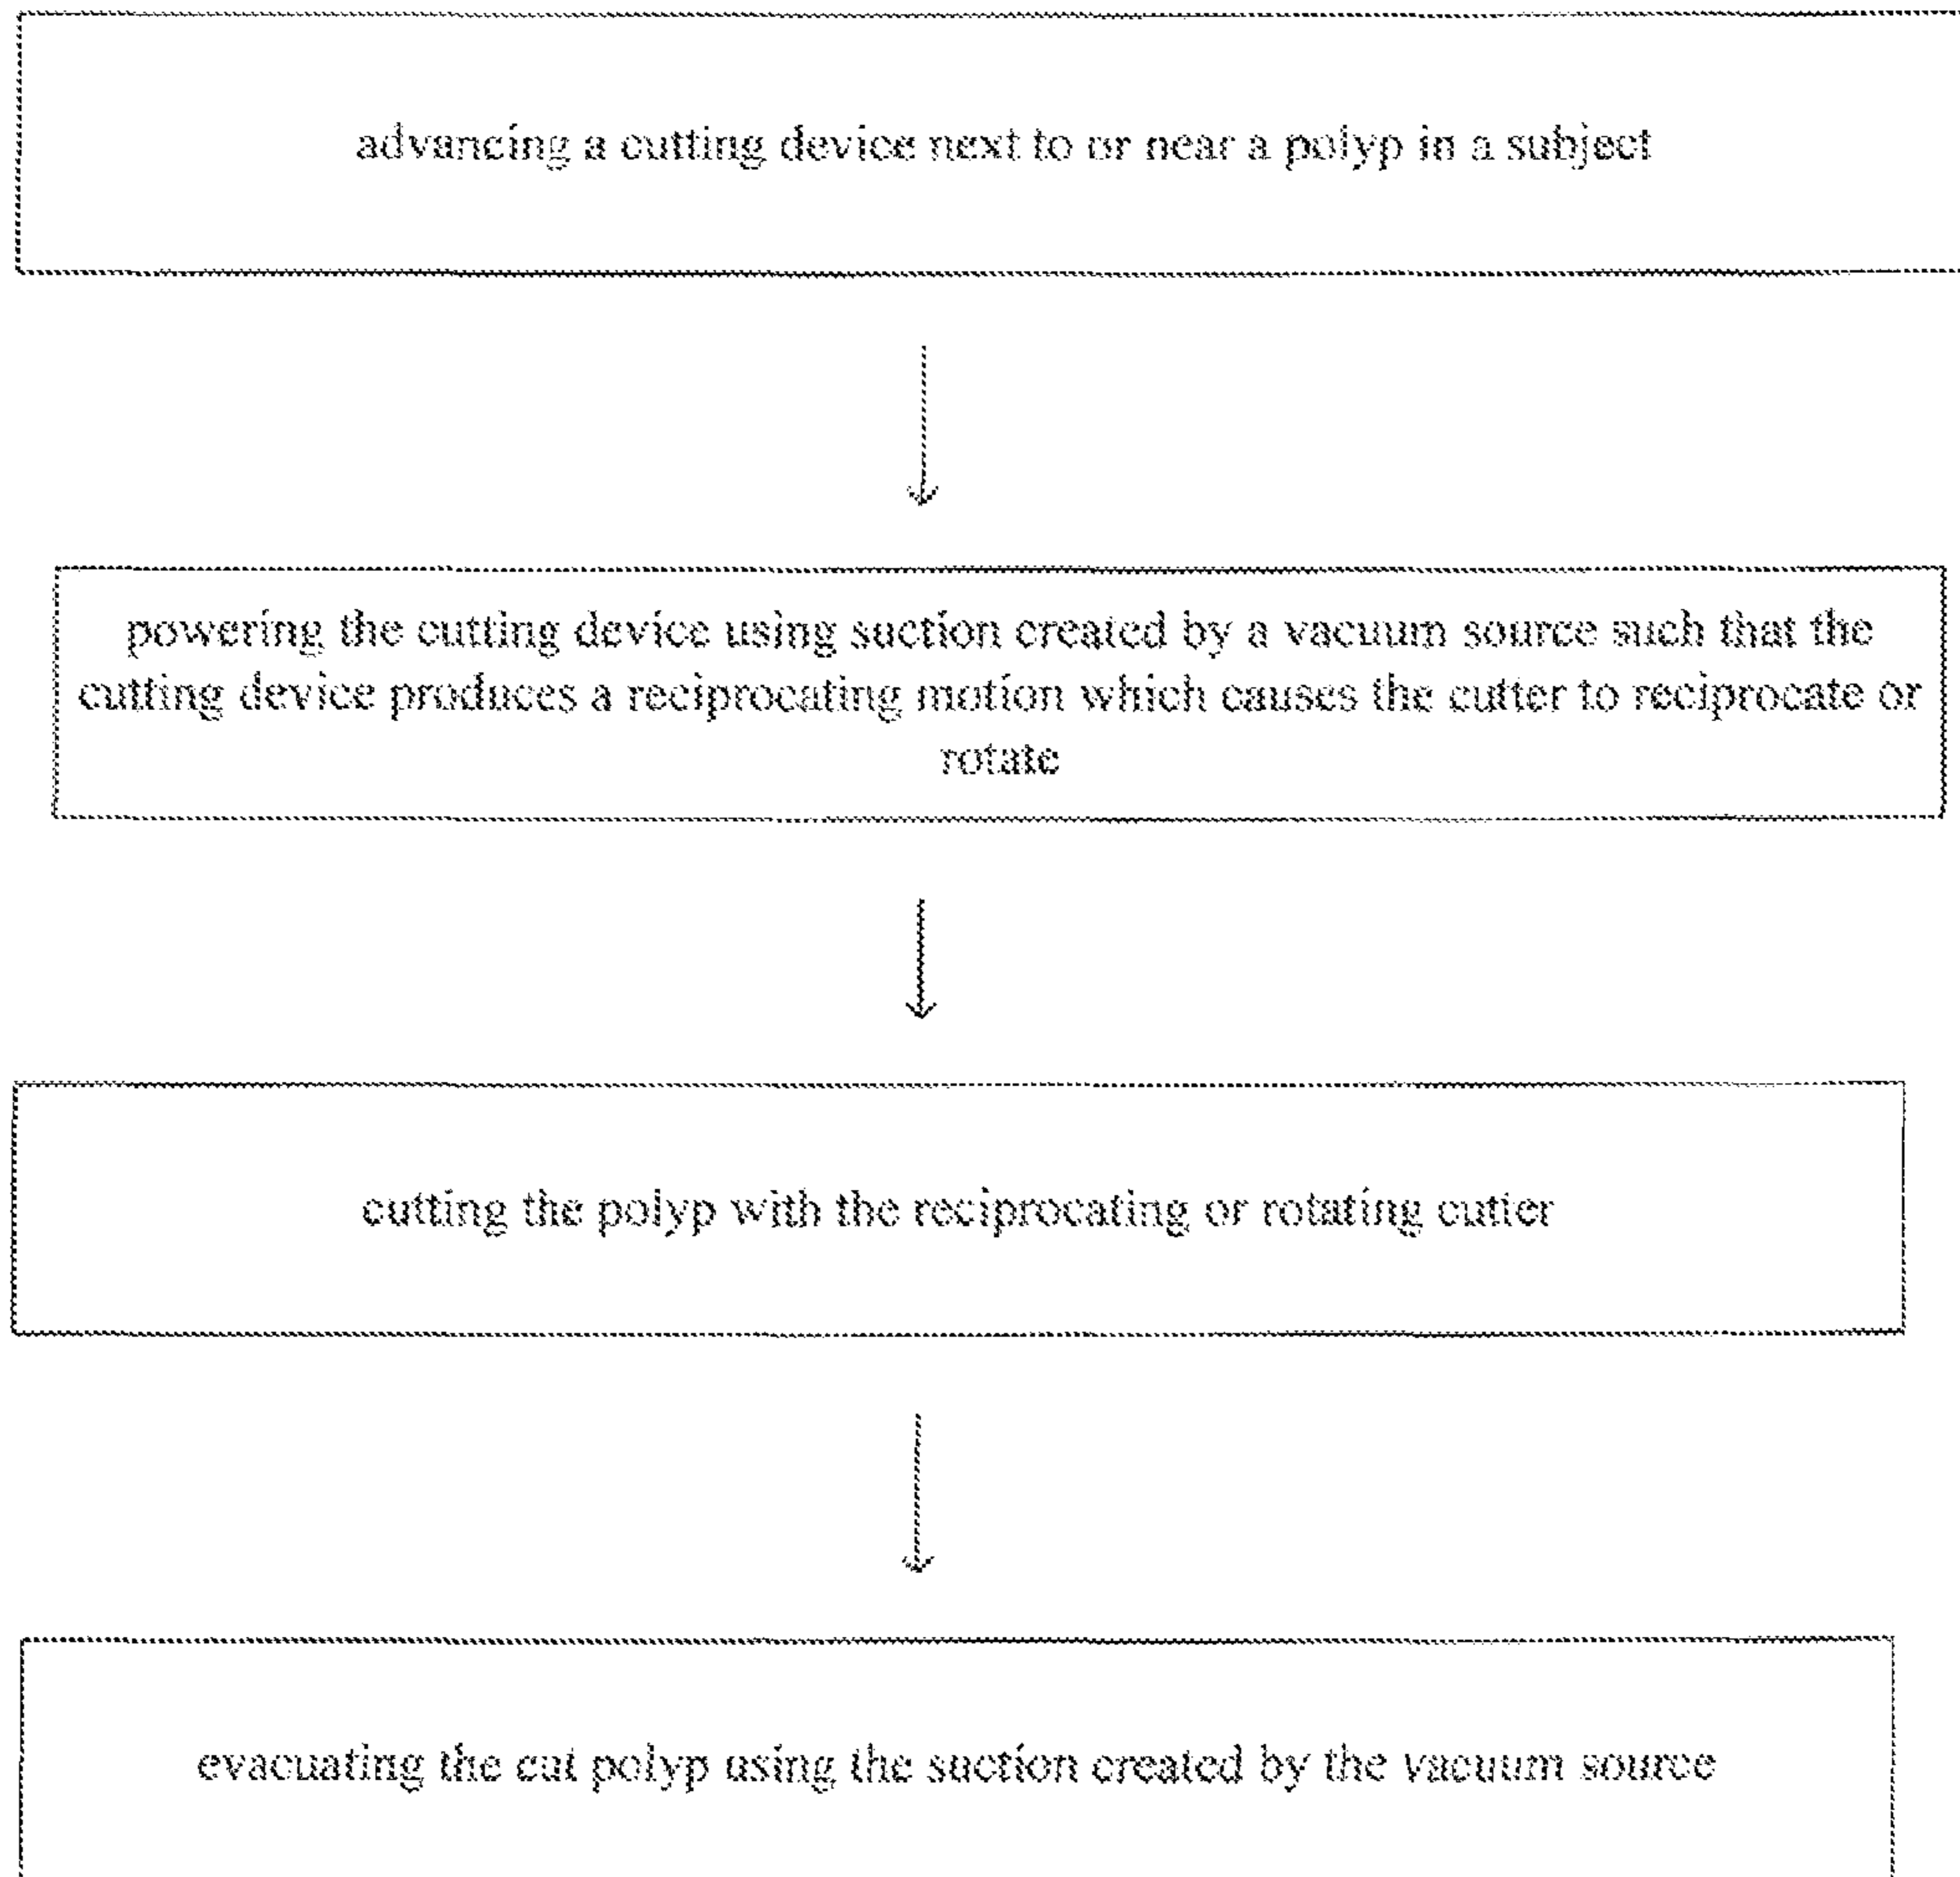 advancing a cutting device next to or near a polyp in a subject
powering the cutting device using suction created by a vacuum source such that the
cutting device produces a reciprocating motion which causes the cutter to reciprocate or
rotate
cutting the polyp with the reciprocating or rotating cutter
evacuating the cut polyp using the suction created by the vacuum source